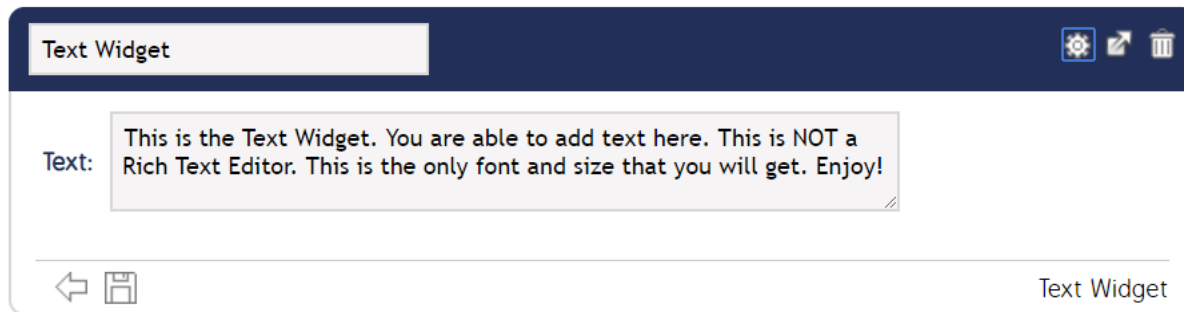 Text Widget
Text:
This is the Text Widget. You are able to add text here. This is NOT a
Rich Text Editor. This is the only font and size that you will get. Enjoy!
Text Widget